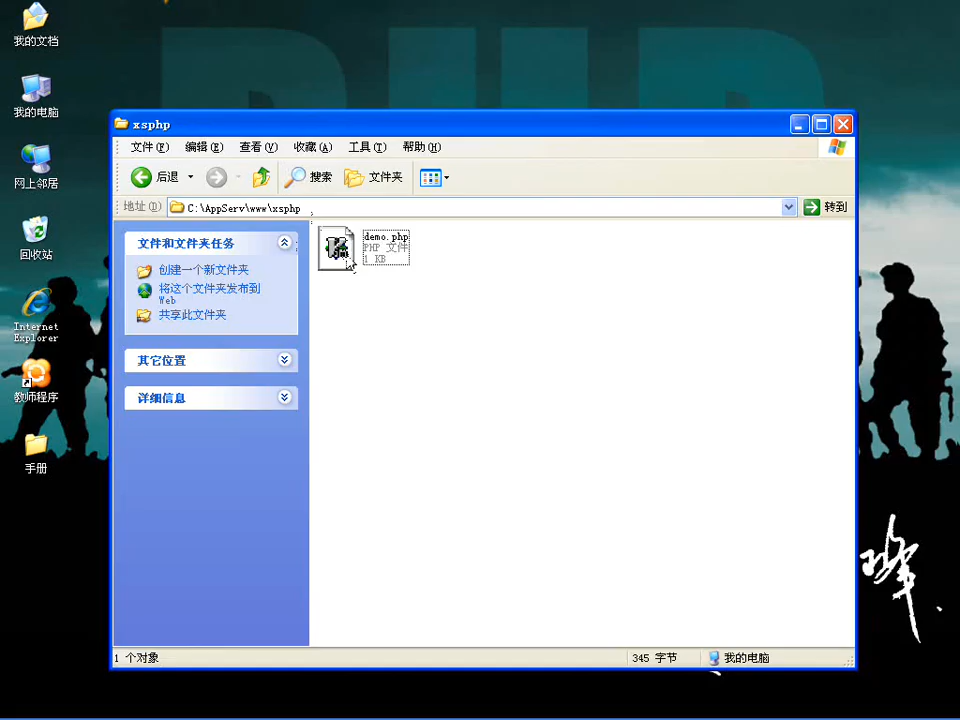 PHP
我的文档
我的电脑
网上邻居
回收站
Internet
Explorer
教师程序
手册
xsphp
文件(F) 编辑(E) 查看(V) 收藏(A) 工具(T) 帮助(H)
后退 搜索 文件夹
地址(D) C:\AppServ\www\xsphp 转到
文件和文件夹任务
创建一个新文件夹
将这个文件夹发布到
Web
共享此文件夹
其它位置
详细信息
demo.php
PHP 文件
1 KB
1 个对象 345 字节 我的电脑